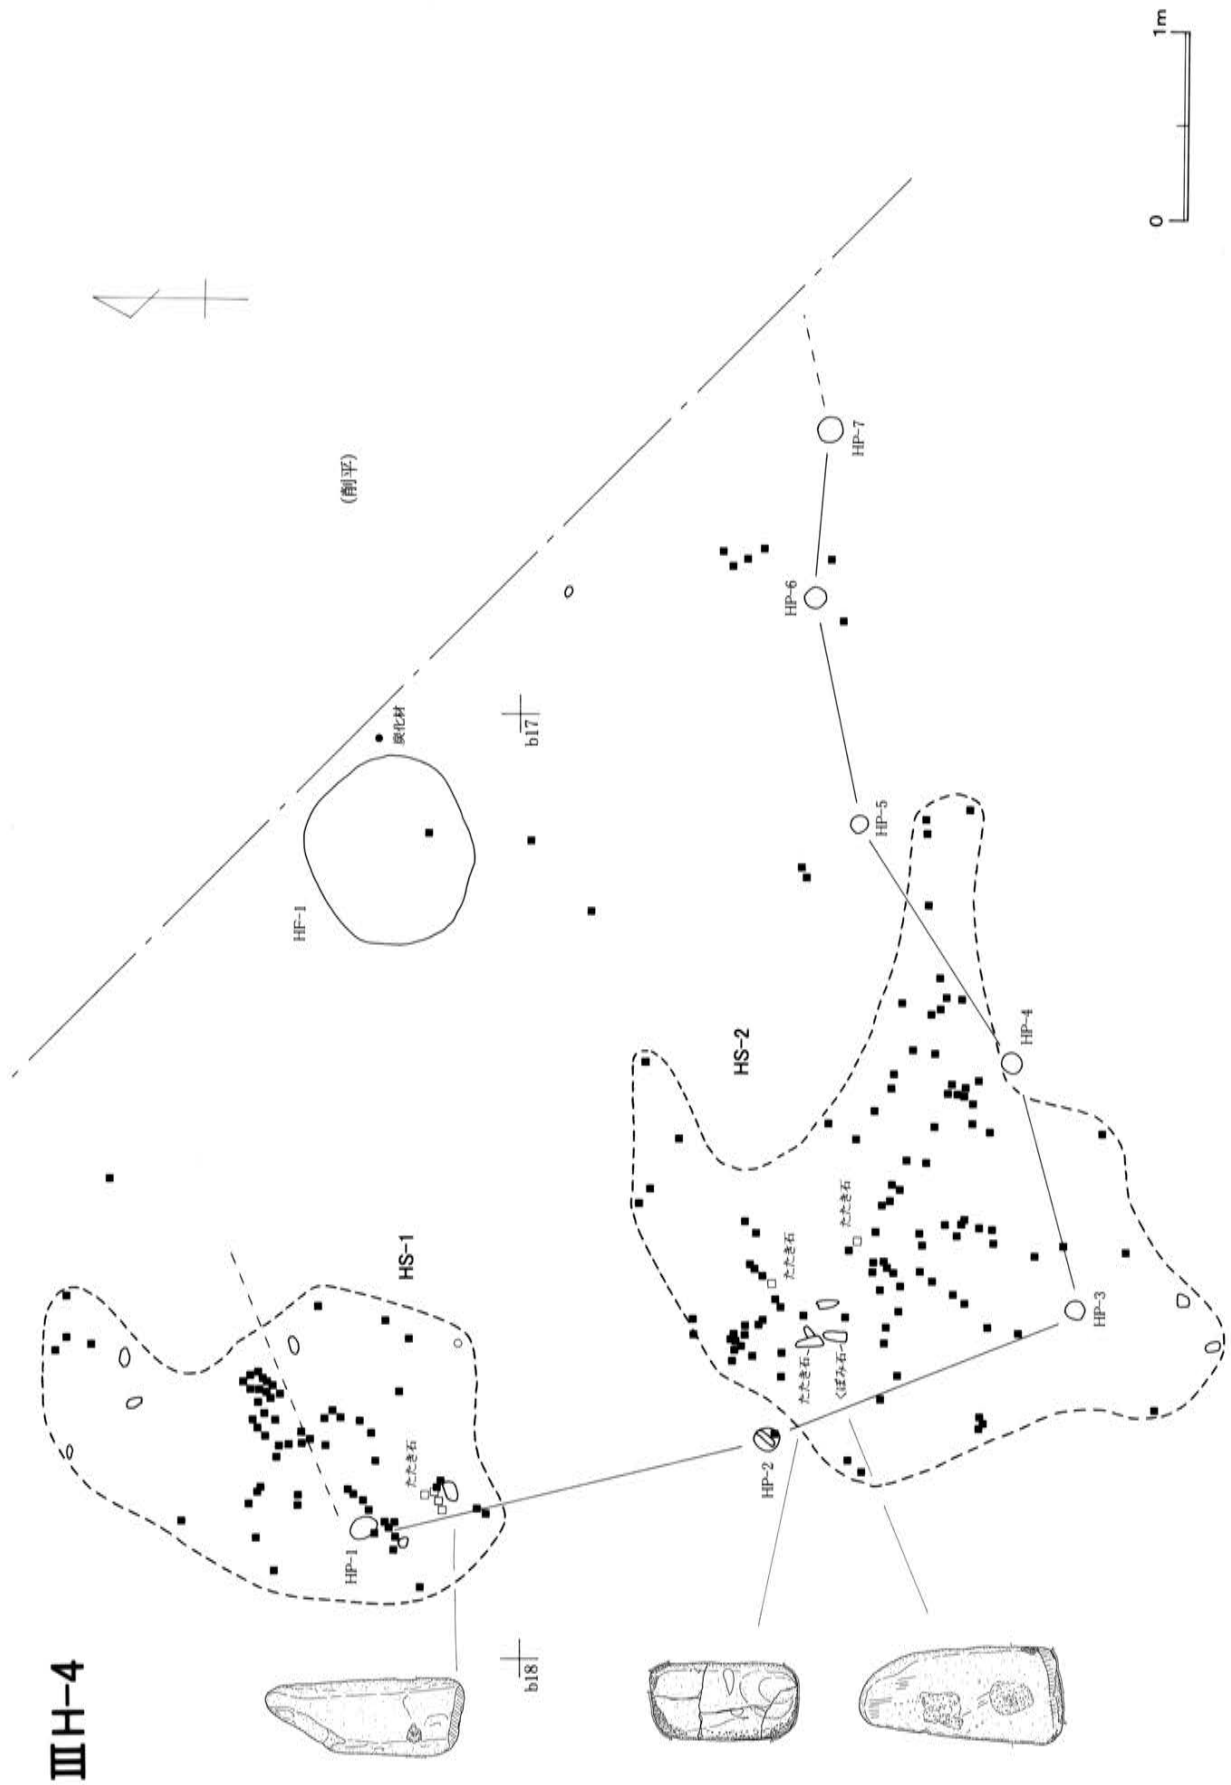 ⅢH-4
HS-1
HP-1
たたき石
HF-1
炭化材
(削平)
b17
b18
HS-2
HP-2
たたき石
たたき石
たたき石
くぼみ石
HP-3
HP-4
HP-5
HP-6
HP-7
0
1m